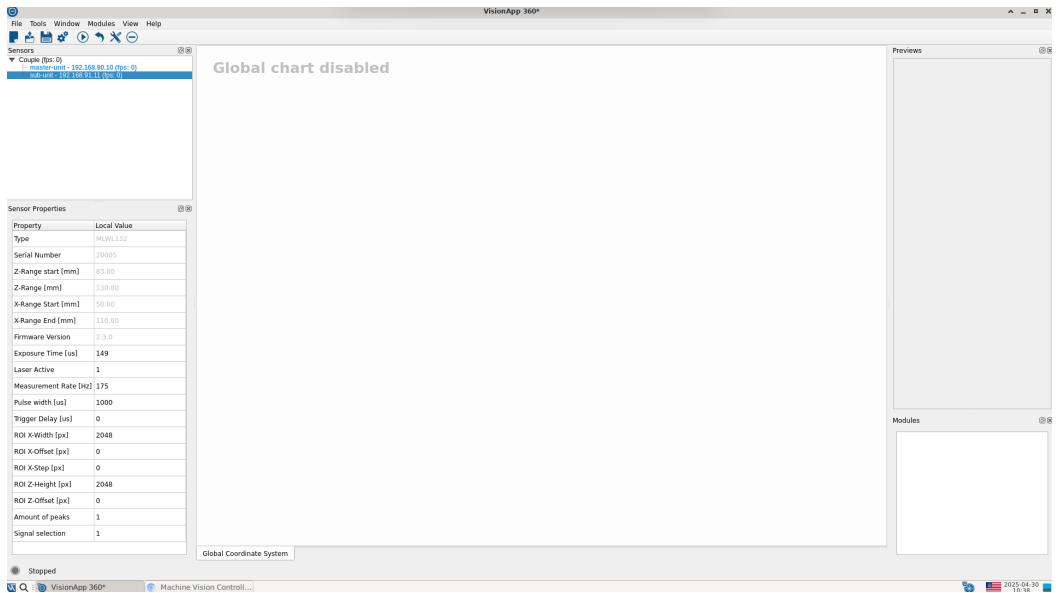 VisionApp 360*
File Tools Window Modules View Help
Sensors
Couple (fps: 0)
master-unit - 192.168.90.10 (fps: 0)
sub-unit - 192.168.91.11 (fps: 0)
Global chart disabled
Previews
Sensor Properties
Property Local Value
Type MLWL132
Serial Number 20005
Z-Range start [mm] 83.00
Z-Range [mm] 130.00
X-Range Start [mm] 50.00
X-Range End [mm] 110.00
Firmware Version 2.3.0
Exposure Time [us] 149
Laser Active 1
Measurement Rate [Hz] 175
Pulse width [us] 1000
Trigger Delay [us] 0
ROI X-Width [px] 2048
ROI X-Offset [px] 0
ROI X-Step [px] 0
ROI Z-Height [px] 2048
ROI Z-Offset [px] 0
Amount of peaks 1
Signal selection 1
Modules
Global Coordinate System
Stopped
VisionApp 360*
Machine Vision Controll...
2025-04-30
10:38